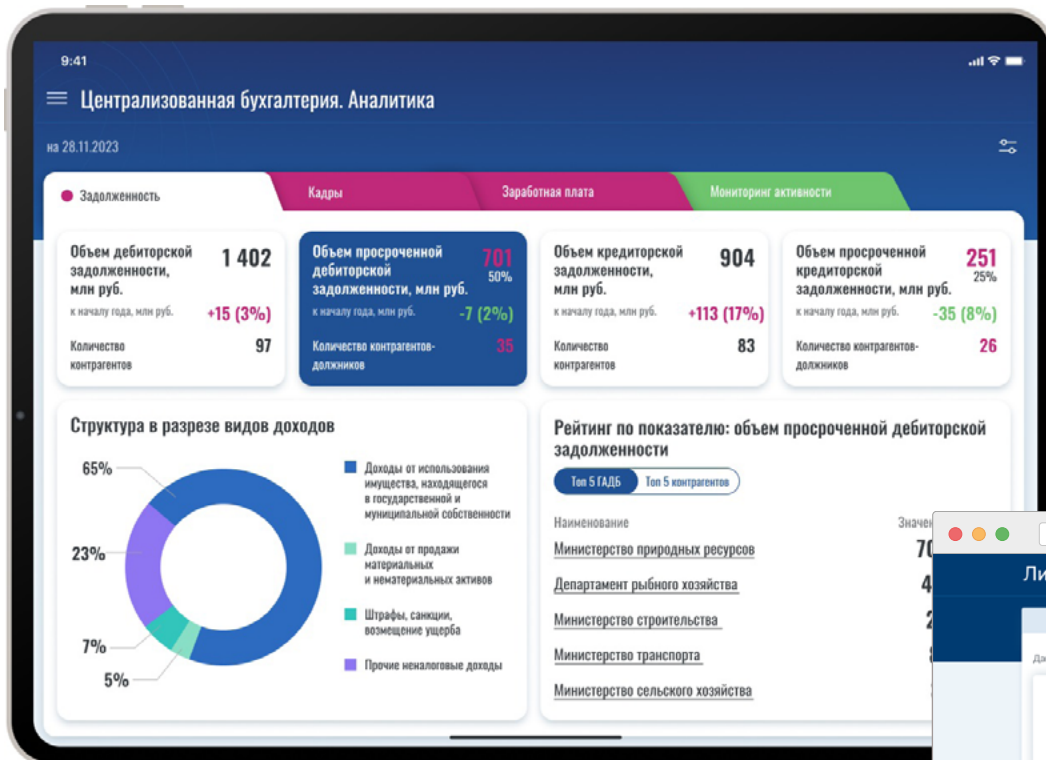 9:41
Централизованная бухгалтерия. Аналитика
на 28.11.2023
Задолженность
Кадры
Заработная плата
Мониторинг активности
Объем дебиторской
задолженности,
млн руб.
1 402
к началу года, млн руб.
+15 (3%)
Количество
контрагентов
97
Объем просроченной
дебиторской
задолженности, млн руб.
701
50%
к началу года, млн руб.
-7 (2%)
Количество контрагентов-
должников
35
Объем кредиторской
задолженности,
млн руб.
904
к началу года, млн руб.
+113 (17%)
Количество
контрагентов
83
Объем просроченной
кредиторской
задолженности, млн руб.
251
25%
к началу года, млн руб.
-35 (8%)
Количество контрагентов-
должников
26
Структура в разрезе видов доходов
65%
23%
7%
5%
Доходы от использования
имущества, находящегося
в государственной и
муниципальной собственности
Доходы от продажи
материальных
и нематериальных активов
Штрафы, санкции,
возмещение ущерба
Прочие неналоговые доходы
Рейтинг по показателю: объем просроченной дебиторской
задолженности
Топ 5 ГАДБ
Топ 5 контрагентов
Наименование
Министерство природных ресурсов
Департамент рыбного хозяйства
Министерство строительства
Министерство транспорта
Министерство сельского хозяйства